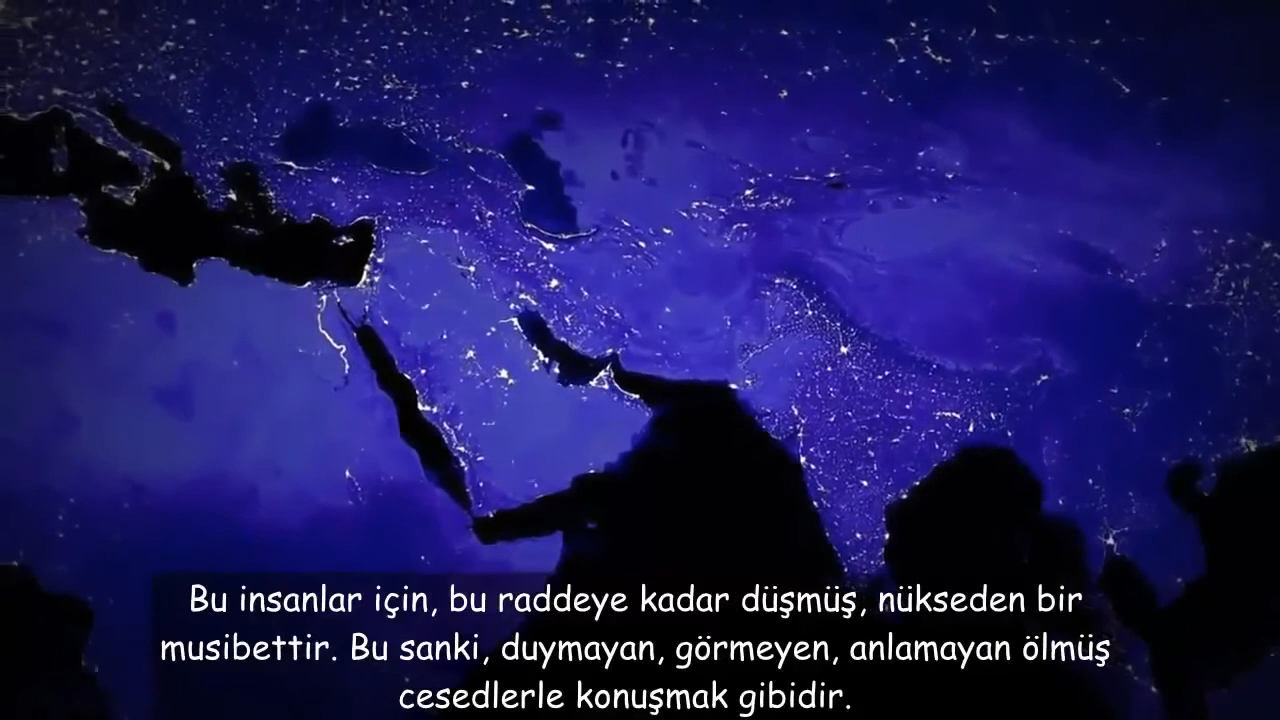 Bu insanlar için, bu raddeye kadar düşmüş, nükseden bir
musibettir. Bu sanki, duymayan, görmeyen, anlamayan ölmüş
cesedlerle konuşmak gibidir.